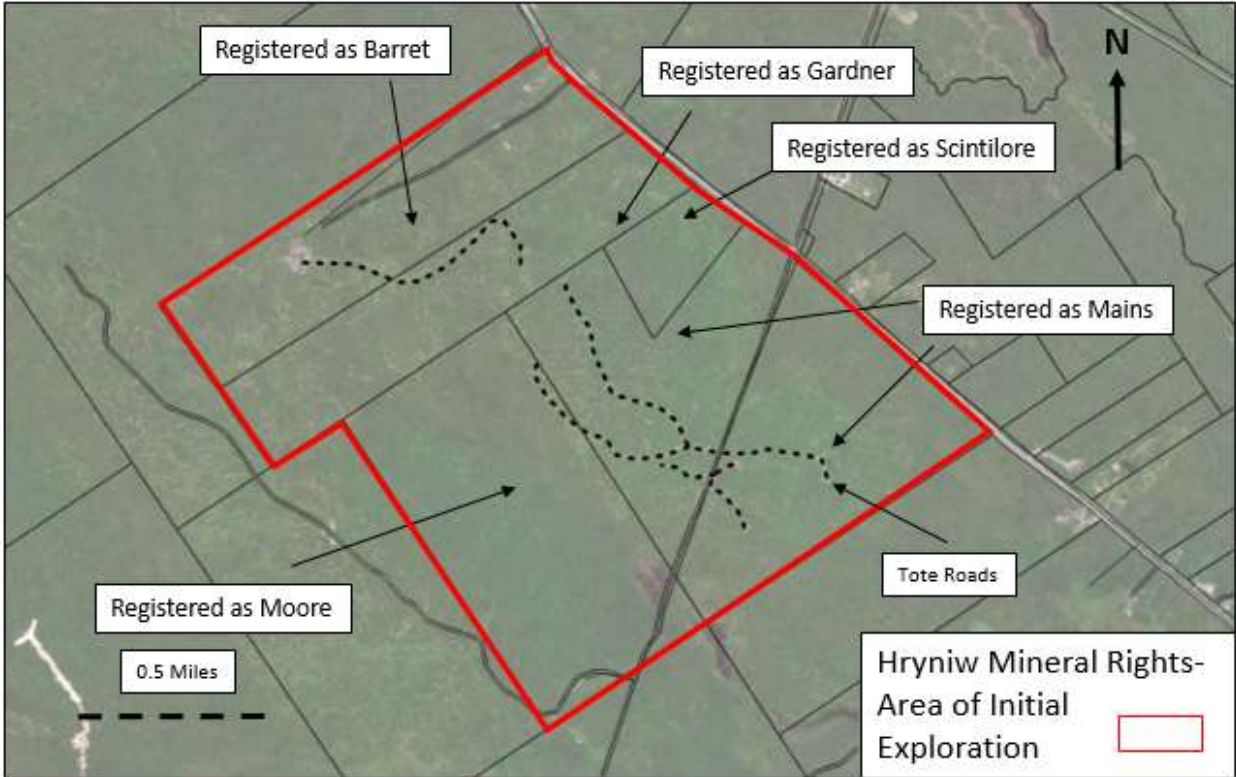 Registered as Barret
N
Registered as Gardner
Registered as Scintilore
Registered as Mains
Tote Roads
Registered as Moore
0.5 Miles
Hryniw Mineral Rights-
Area of Initial
Exploration